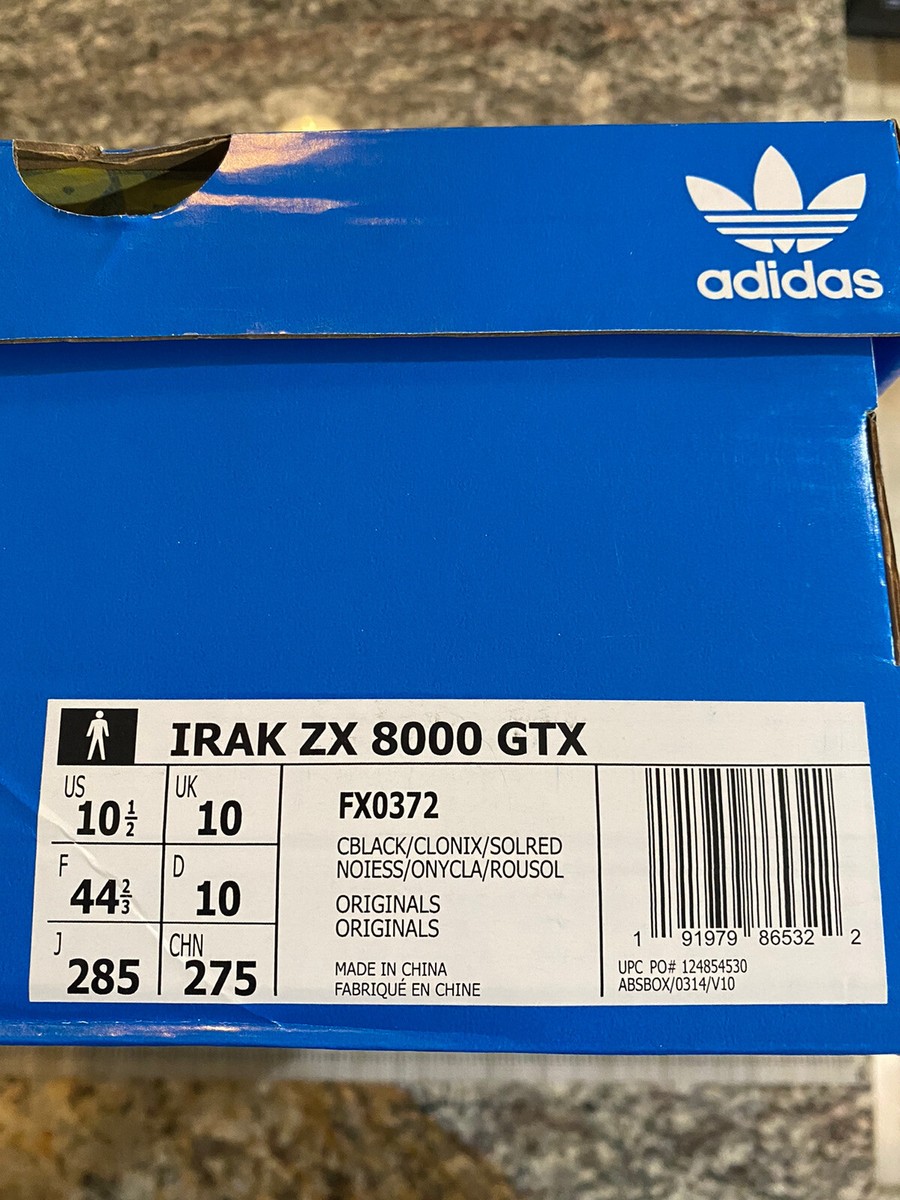 adidas
IRAK ZX 8000 GTX
US
10 1/2
UK
10
F
44 2/3
D
10
J
285
CHN
275
FX0372
CBLACK/CLONIX/SOLRED
NOIESS/ONYCLA/ROUSOL
ORIGINALS
ORIGINALS
MADE IN CHINA
FABRIQUÉ EN CHINE
1 91979 86532 2
UPC PO# 124854530
ABSBOX/0314/V10